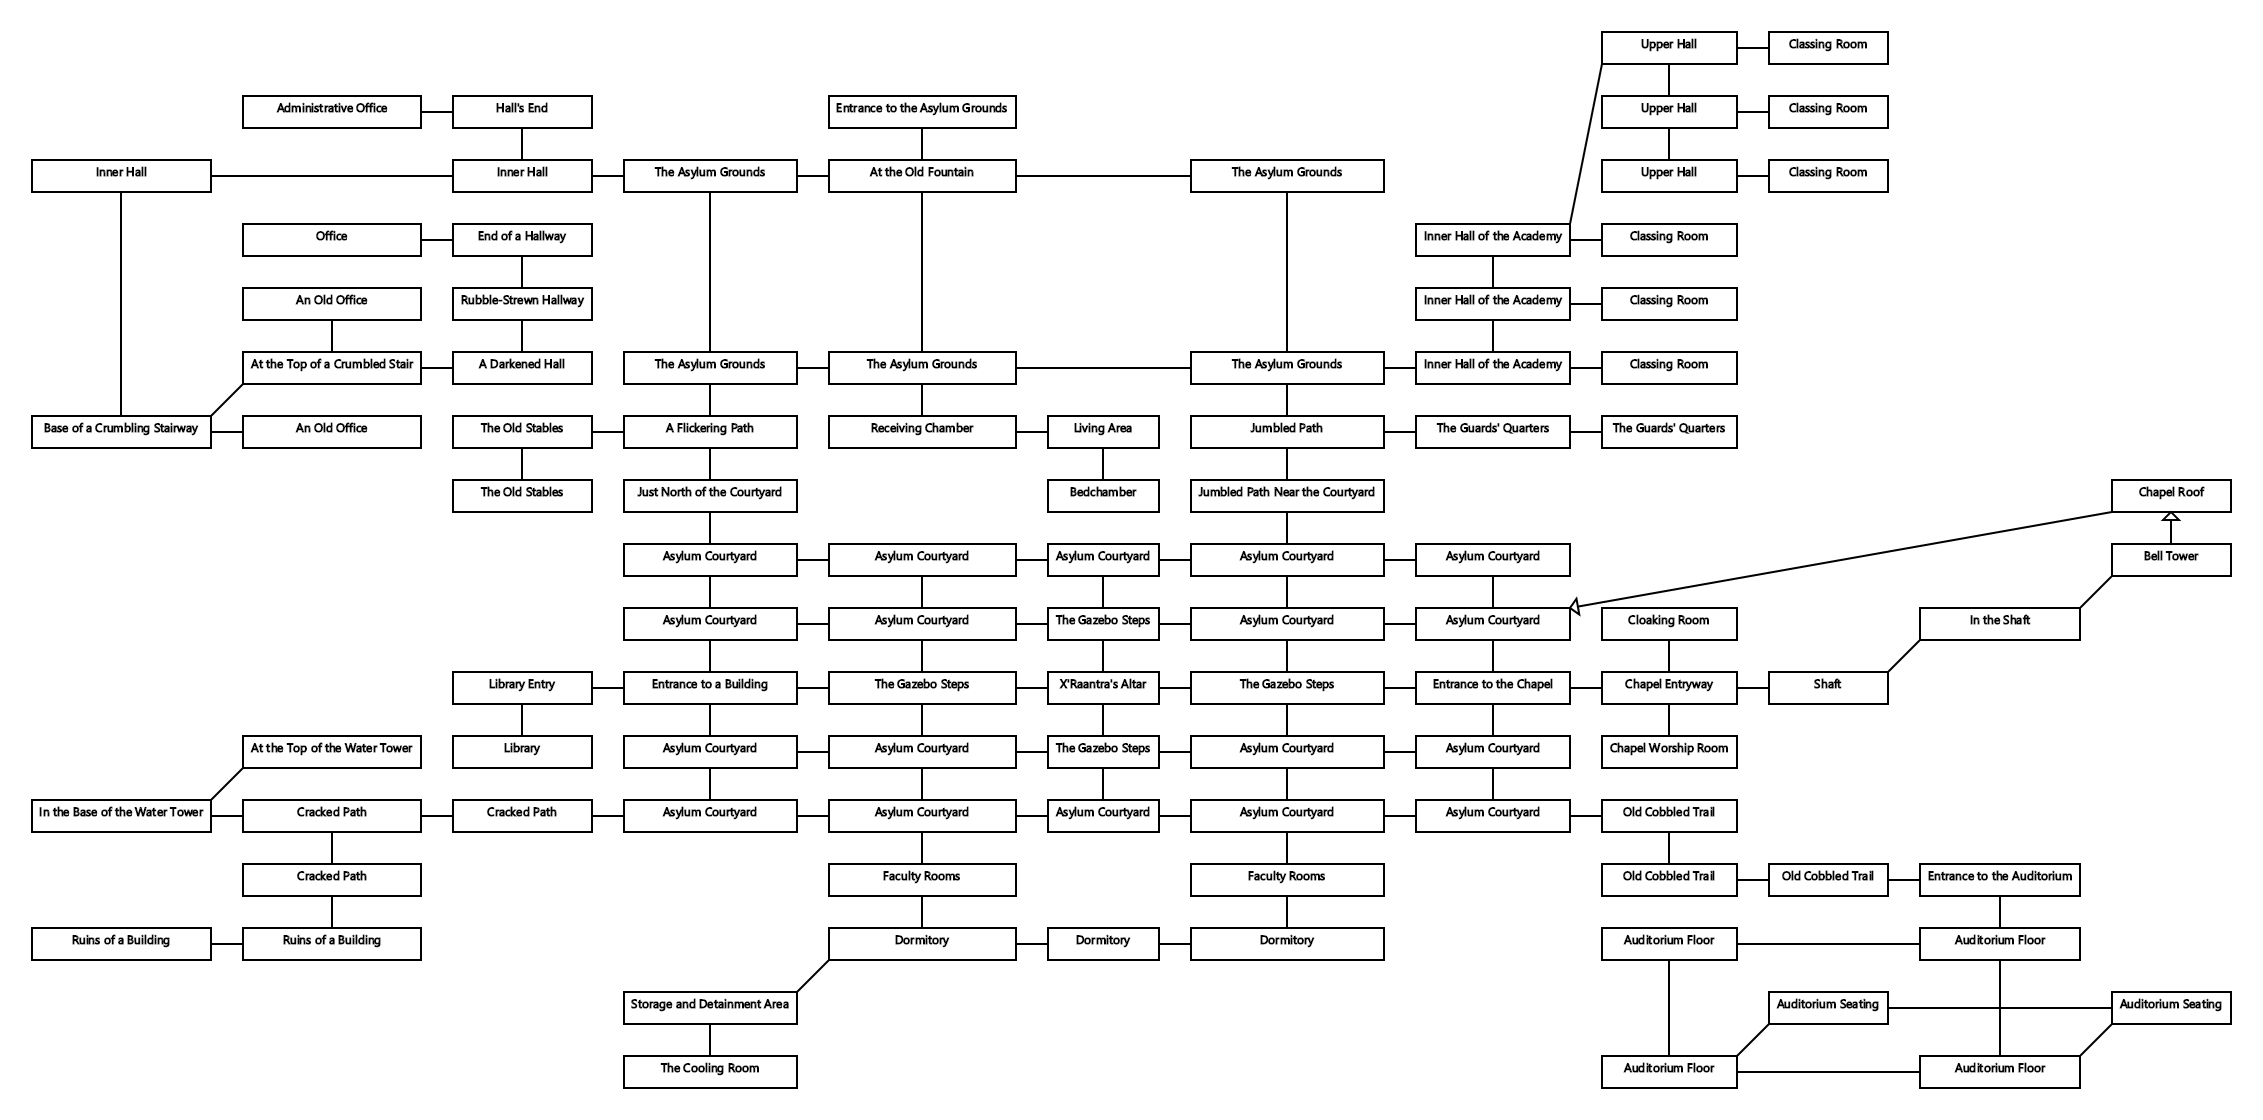 Upper Hall
Classing Room
Administrative Office
Hall's End
Entrance to the Asylum Grounds
Upper Hall
Classing Room
Inner Hall
Inner Hall
The Asylum Grounds
At the Old Fountain
The Asylum Grounds
Upper Hall
Classing Room
Office
End of a Hallway
Inner Hall of the Academy
Classing Room
An Old Office
Rubble-Strewn Hallway
Inner Hall of the Academy
Classing Room
At the Top of a Crumbled Stair
A Darkened Hall
The Asylum Grounds
The Asylum Grounds
The Asylum Grounds
Inner Hall of the Academy
Classing Room
Base of a Crumbling Stairway
An Old Office
The Old Stables
A Flickering Path
Receiving Chamber
Living Area
Jumbled Path
The Guards' Quarters
The Guards' Quarters
The Old Stables
Just North of the Courtyard
Bedchamber
Jumbled Path Near the Courtyard
Chapel Roof
Asylum Courtyard
Asylum Courtyard
Asylum Courtyard
Asylum Courtyard
Asylum Courtyard
Bell Tower
Asylum Courtyard
Asylum Courtyard
The Gazebo Steps
Asylum Courtyard
Asylum Courtyard
Cloaking Room
In the Shaft
Library Entry
Entrance to a Building
The Gazebo Steps
X'Raantra's Altar
The Gazebo Steps
Entrance to the Chapel
Chapel Entryway
Shaft
At the Top of the Water Tower
Library
Asylum Courtyard
Asylum Courtyard
The Gazebo Steps
Asylum Courtyard
Asylum Courtyard
Chapel Worship Room
In the Base of the Water Tower
Cracked Path
Cracked Path
Asylum Courtyard
Asylum Courtyard
Asylum Courtyard
Asylum Courtyard
Asylum Courtyard
Old Cobbled Trail
Cracked Path
Faculty Rooms
Faculty Rooms
Old Cobbled Trail
Old Cobbled Trail
Entrance to the Auditorium
Ruins of a Building
Ruins of a Building
Dormitory
Dormitory
Dormitory
Auditorium Floor
Auditorium Floor
Storage and Detainment Area
Auditorium Seating
Auditorium Seating
The Cooling Room
Auditorium Floor
Auditorium Floor